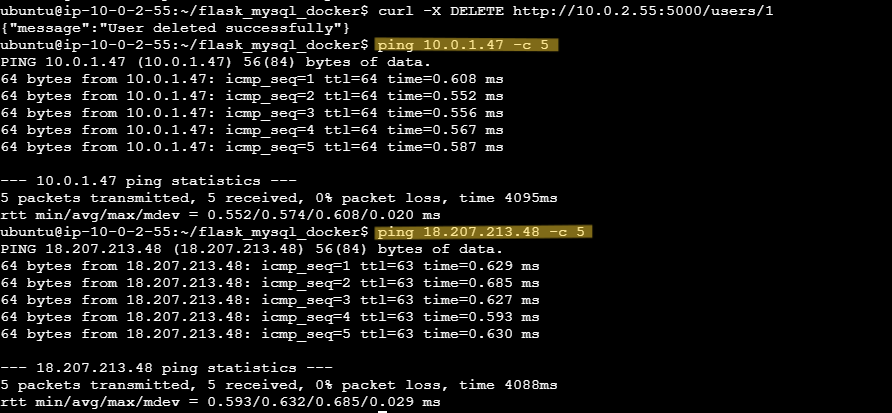 ubuntu@ip-10-0-2-55:~/flask_mysql_docker$ curl -X DELETE http://10.0.2.55:5000/users/1
{"message":"User deleted successfully"}
ubuntu@ip-10-0-2-55:~/flask_mysql_docker$ ping 10.0.1.47 -c 5
PING 10.0.1.47 (10.0.1.47) 56(84) bytes of data.
64 bytes from 10.0.1.47: icmp_seq=1 ttl=64 time=0.608 ms
64 bytes from 10.0.1.47: icmp_seq=2 ttl=64 time=0.552 ms
64 bytes from 10.0.1.47: icmp_seq=3 ttl=64 time=0.556 ms
64 bytes from 10.0.1.47: icmp_seq=4 ttl=64 time=0.567 ms
64 bytes from 10.0.1.47: icmp_seq=5 ttl=64 time=0.587 ms

--- 10.0.1.47 ping statistics ---
5 packets transmitted, 5 received, 0% packet loss, time 4095ms
rtt min/avg/max/mdev = 0.552/0.574/0.608/0.020 ms
ubuntu@ip-10-0-2-55:~/flask_mysql_docker$ ping 18.207.213.48 -c 5
PING 18.207.213.48 (18.207.213.48) 56(84) bytes of data.
64 bytes from 18.207.213.48: icmp_seq=1 ttl=63 time=0.629 ms
64 bytes from 18.207.213.48: icmp_seq=2 ttl=63 time=0.685 ms
64 bytes from 18.207.213.48: icmp_seq=3 ttl=63 time=0.627 ms
64 bytes from 18.207.213.48: icmp_seq=4 ttl=63 time=0.593 ms
64 bytes from 18.207.213.48: icmp_seq=5 ttl=63 time=0.630 ms

--- 18.207.213.48 ping statistics ---
5 packets transmitted, 5 received, 0% packet loss, time 4088ms
rtt min/avg/max/mdev = 0.593/0.632/0.685/0.029 ms